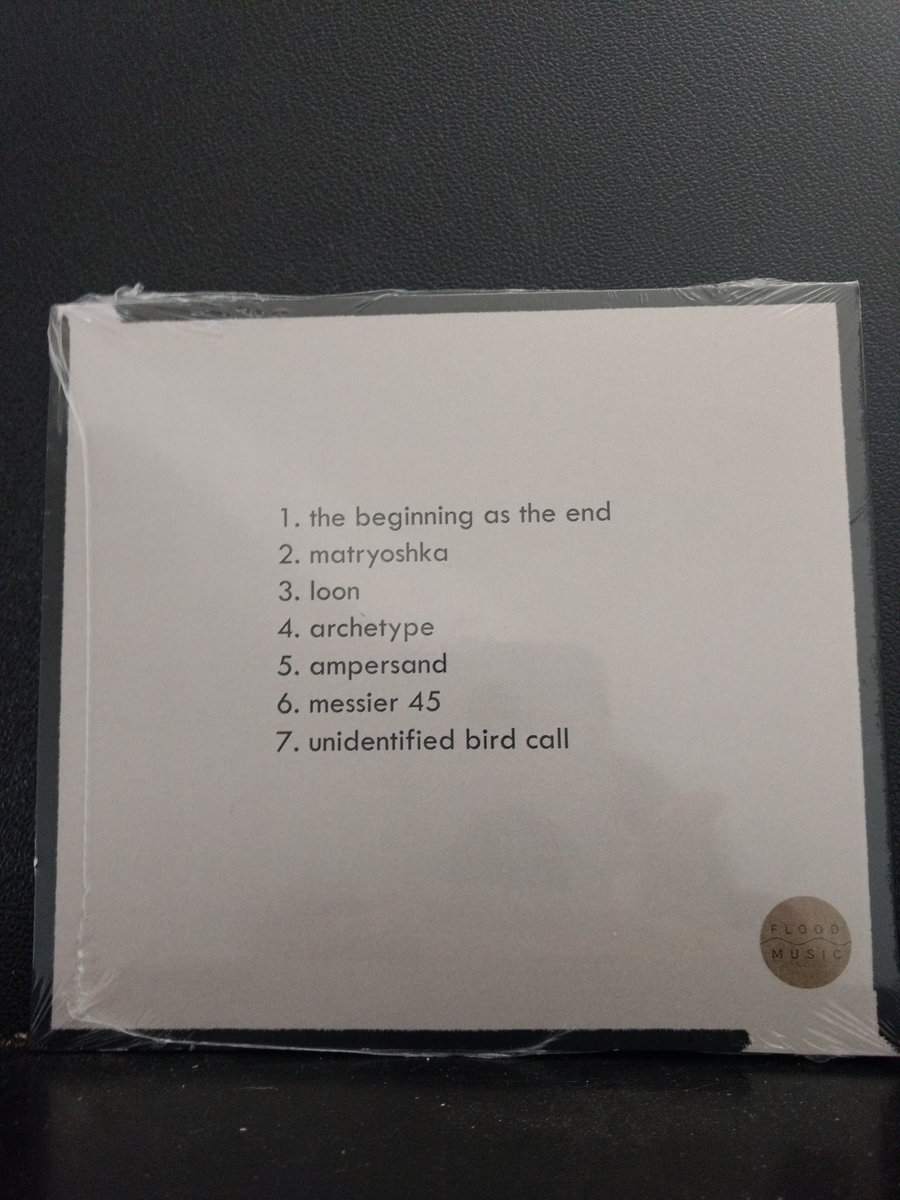 1. the beginning as the end
2. matryoshka
3. loon
4. archetype
5. ampersand
6. messier 45
7. unidentified bird call
FLOOD
MUSIC